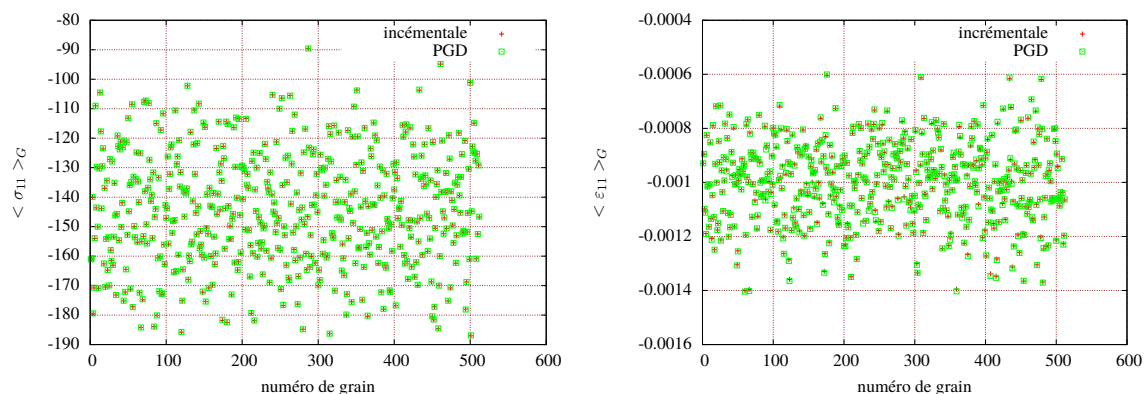 -80
-90
-100
-110
-120
-130
-140
-150
-160
-170
-180
-190
0 100 200 300 400 500 600
< σ11 >G
numéro de grain
incémentale
PGD
-0.0004
-0.0006
-0.0008
-0.001
-0.0012
-0.0014
-0.0016
0 100 200 300 400 500 600
< ε11 >G
numéro de grain
incrémentale
PGD